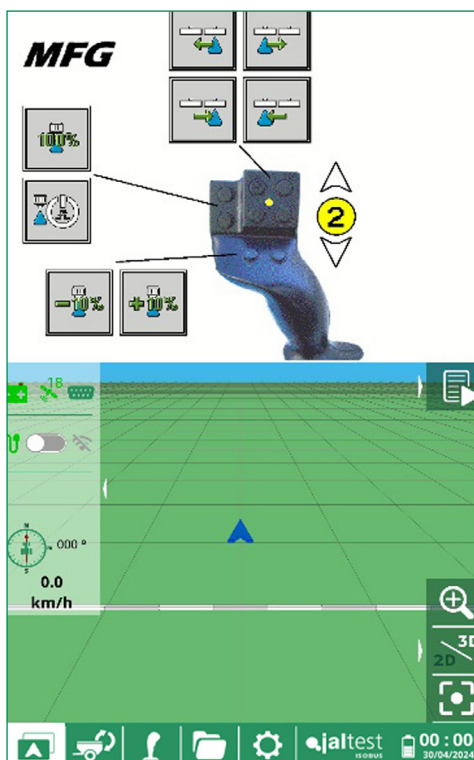 MFG
100%
2
-10%
+10%
1B
N
000 °
S
0.0
km/h
3D
2D
jaltest
ISOBUS
00 : 00
30/04/2024